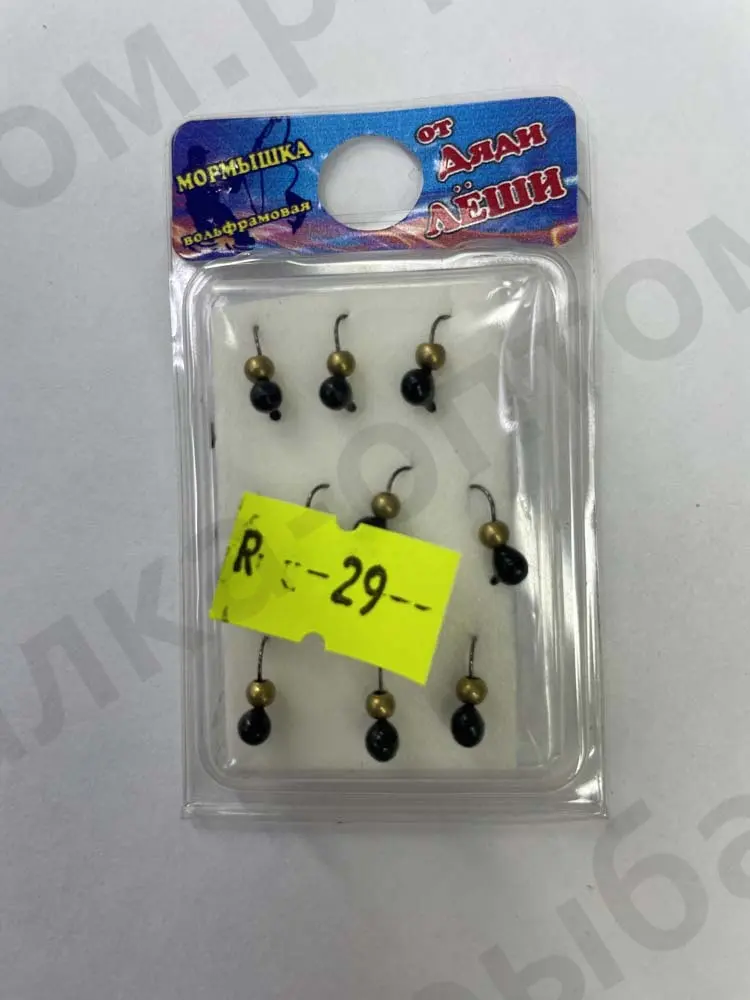 МОРМЫШКА
вольфрамовая
от
ДЯДИ
ЛЁШИ
R --29--